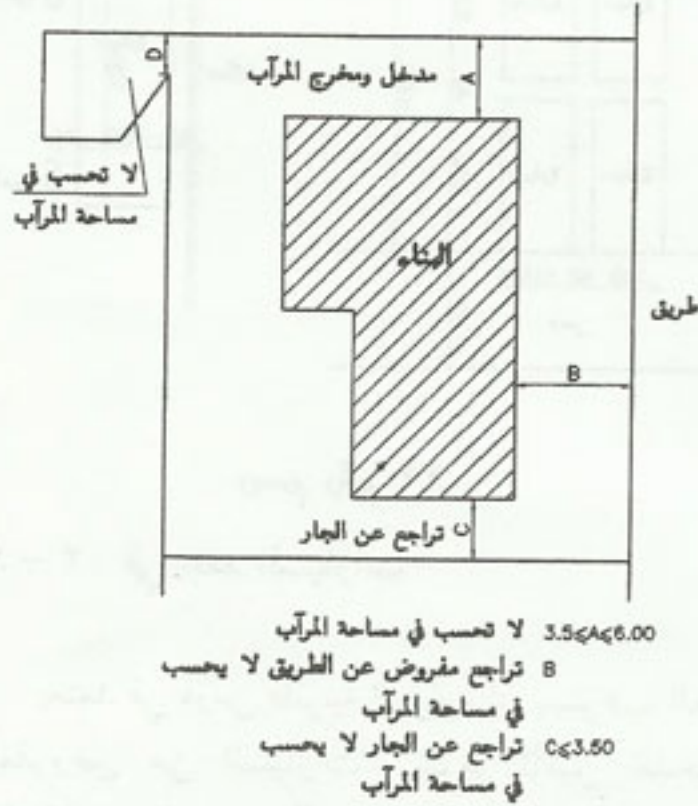 D
مدخل ومخرج المرآب
A
لا تحسب في
مساحة المرآب
البناء
طريق
B
تراجع عن الجار
C
3.5≤A≤6.00 لا تحسب في مساحة المرآب
B تراجع مفروض عن الطريق لا يحسب
في مساحة المرآب
C≤3.50 تراجع عن الجار لا يحسب
في مساحة المرآب